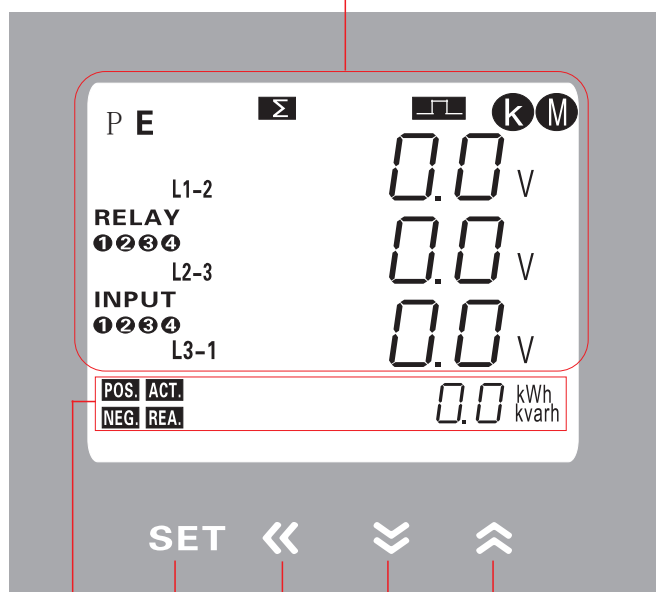 P E Σ k M
L1-2 0.0 V
RELAY
❶❷❸❹
L2-3 0.0 V
INPUT
❶❷❸❹
L3-1 0.0 V
POS. ACT. 0.0 kWh
NEG. REA. kvarh
SET